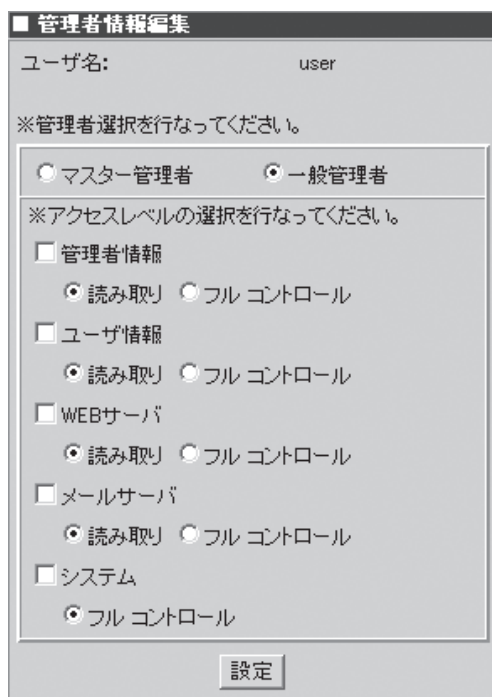 ■ 管理者情報編集
ユーザ名: user
※管理者選択を行なってください。
マスター管理者 一般管理者
※アクセスレベルの選択を行なってください。
管理者情報
読み取り フル コントロール
ユーザ情報
読み取り フル コントロール
WEBサーバ
読み取り フル コントロール
メールサーバ
読み取り フル コントロール
システム
フル コントロール
設定